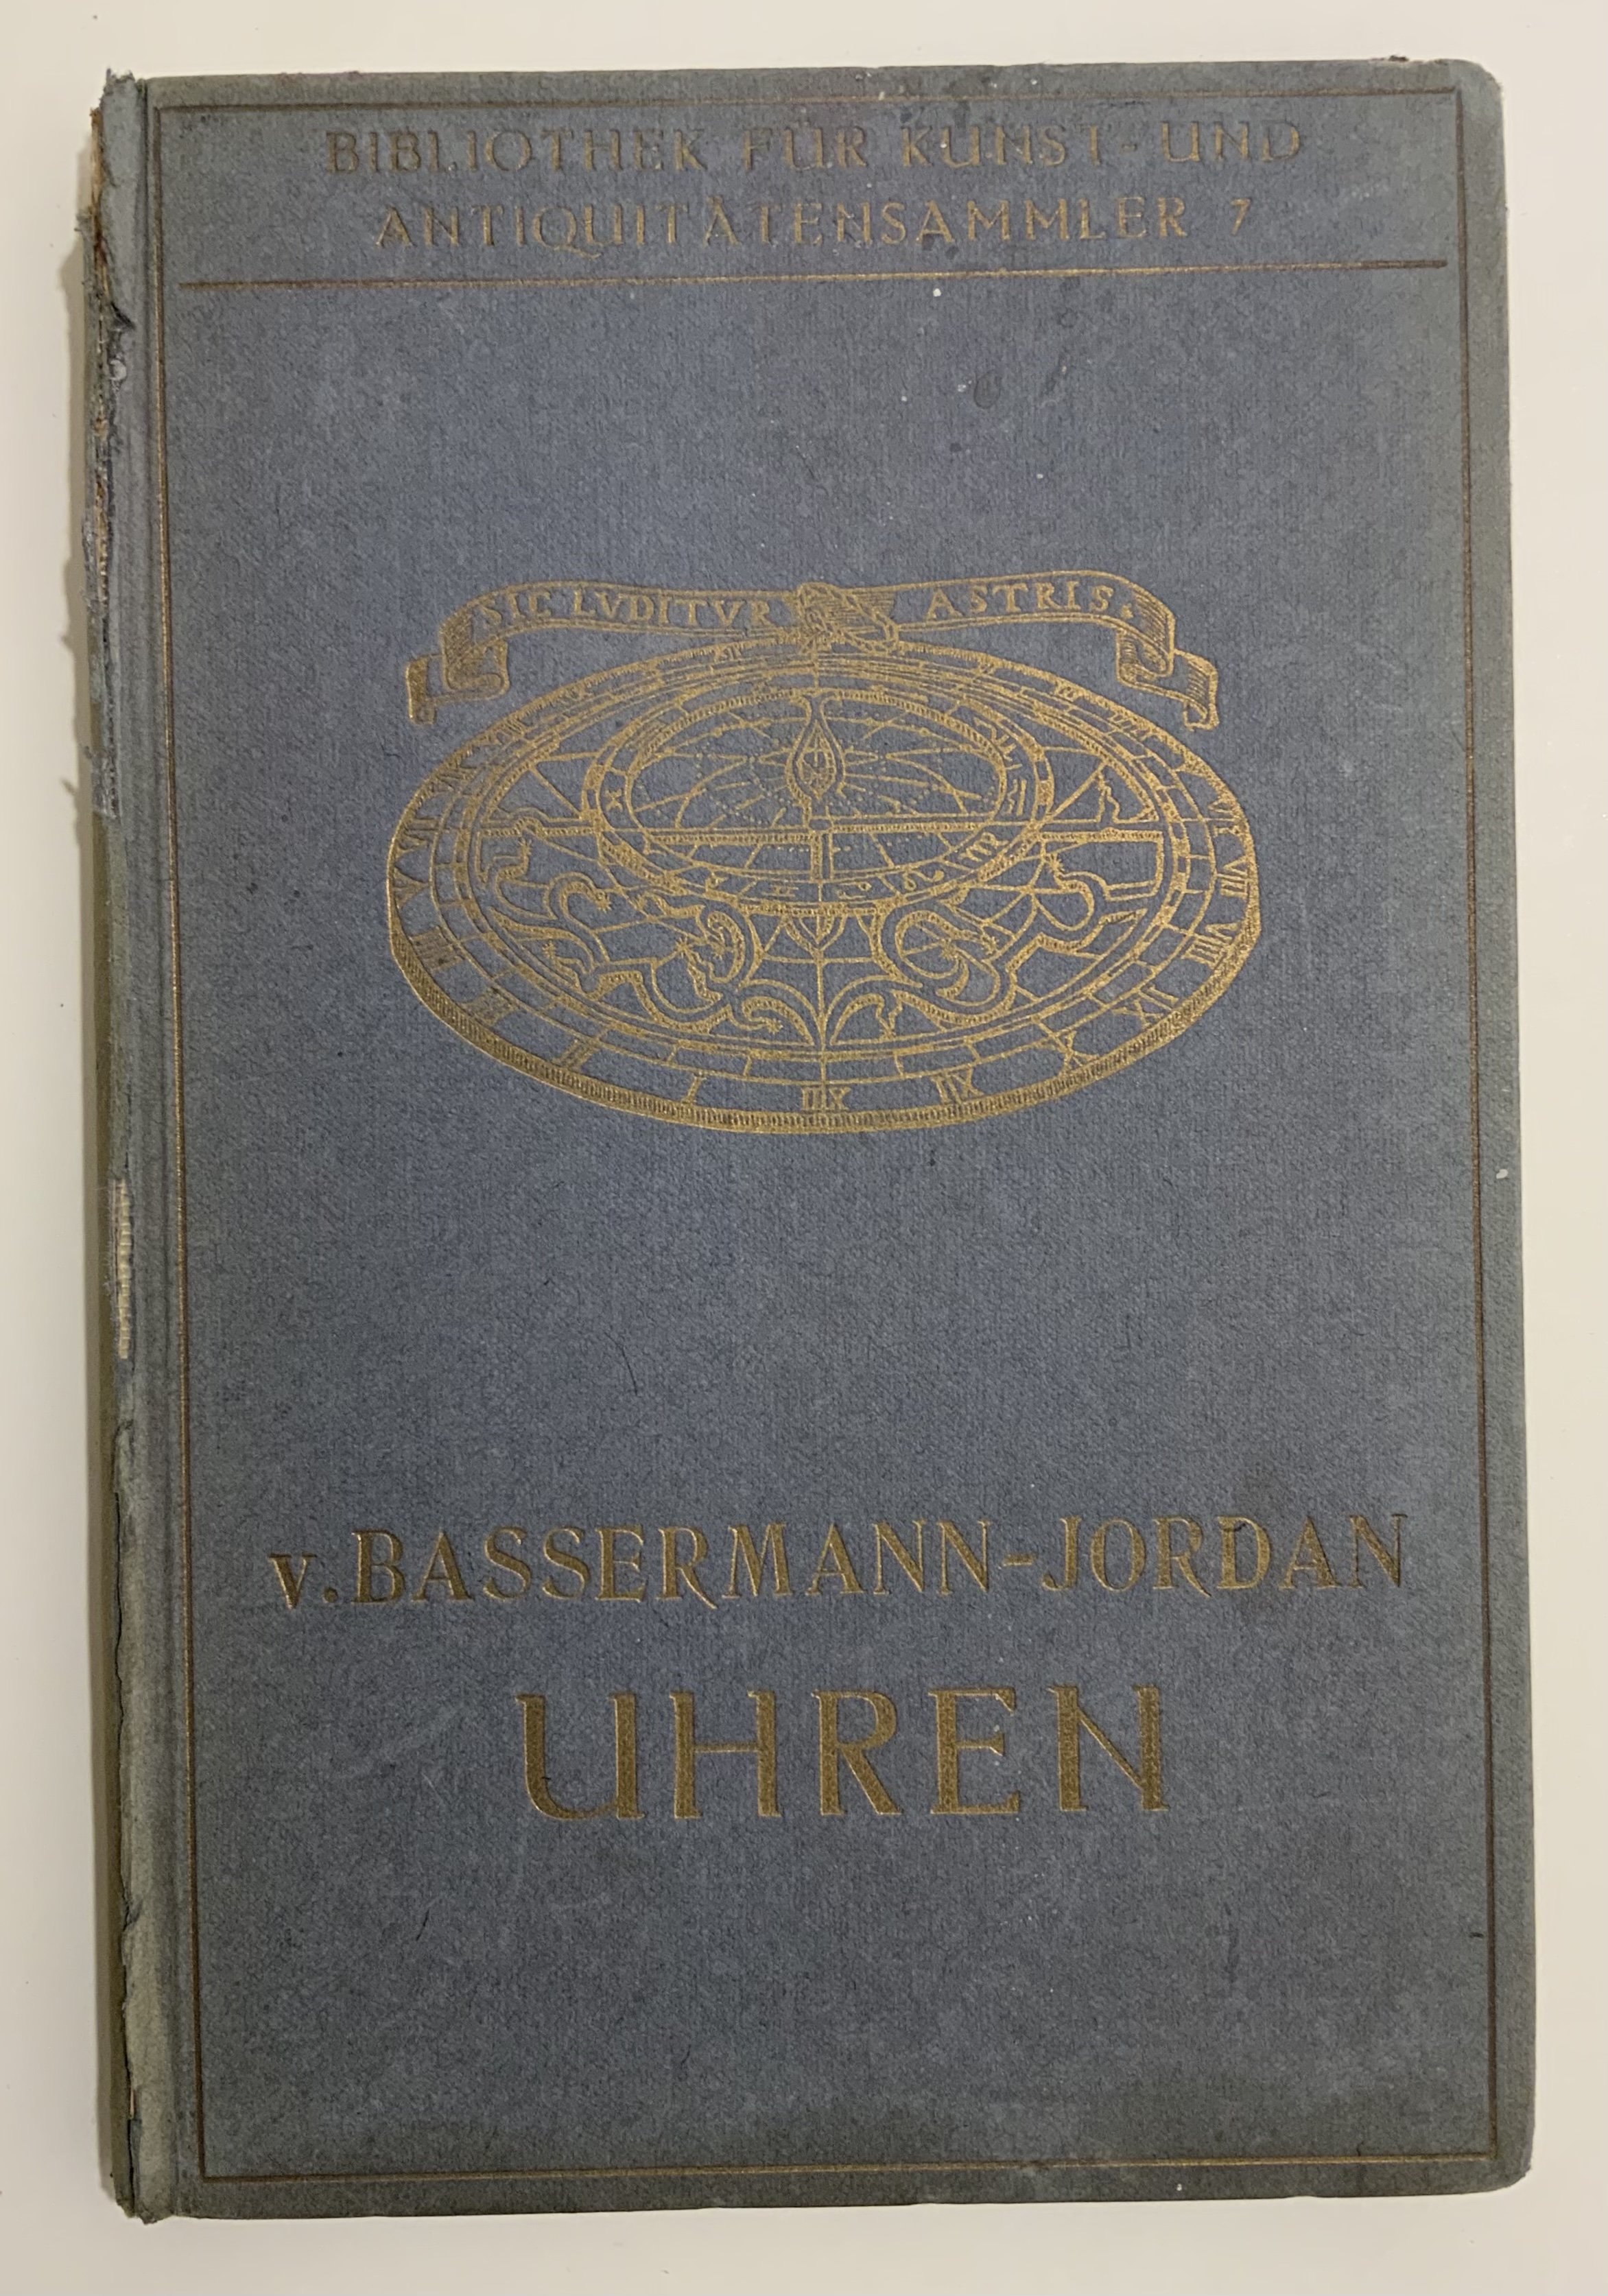 BIBLIOTHEK FÜR KUNST- UND
ANTIQUITÄTENSAMMLER 7
SIC LVDITVR ASTRIS.
v. BASSERMANN-JORDAN
UHREN